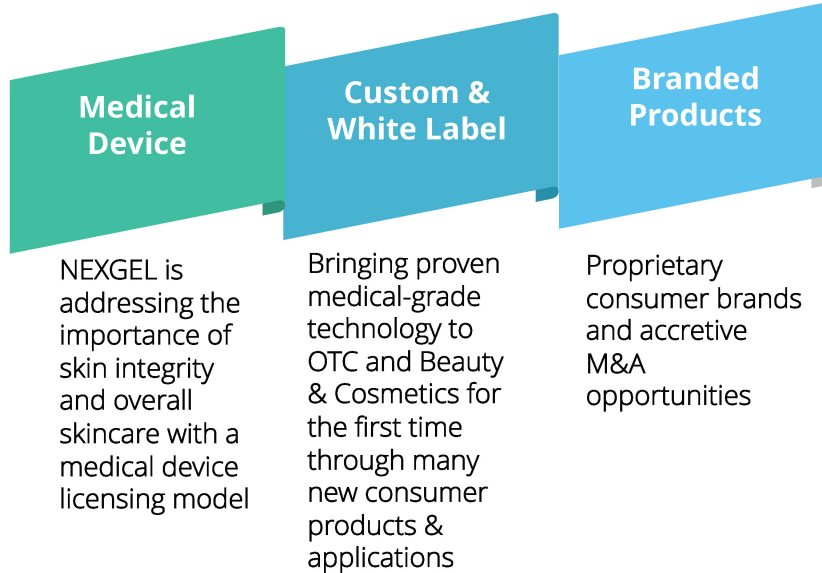 Medical
Device
NEXGEL is
addressing the
importance of
skin integrity
and overall
skincare with a
medical device
licensing model
Custom &
White Label
Bringing proven
medical-grade
technology to
OTC and Beauty
& Cosmetics for
the first time
through many
new consumer
products &
applications
Branded
Products
Proprietary
consumer brands
and accretive
M&A
opportunities